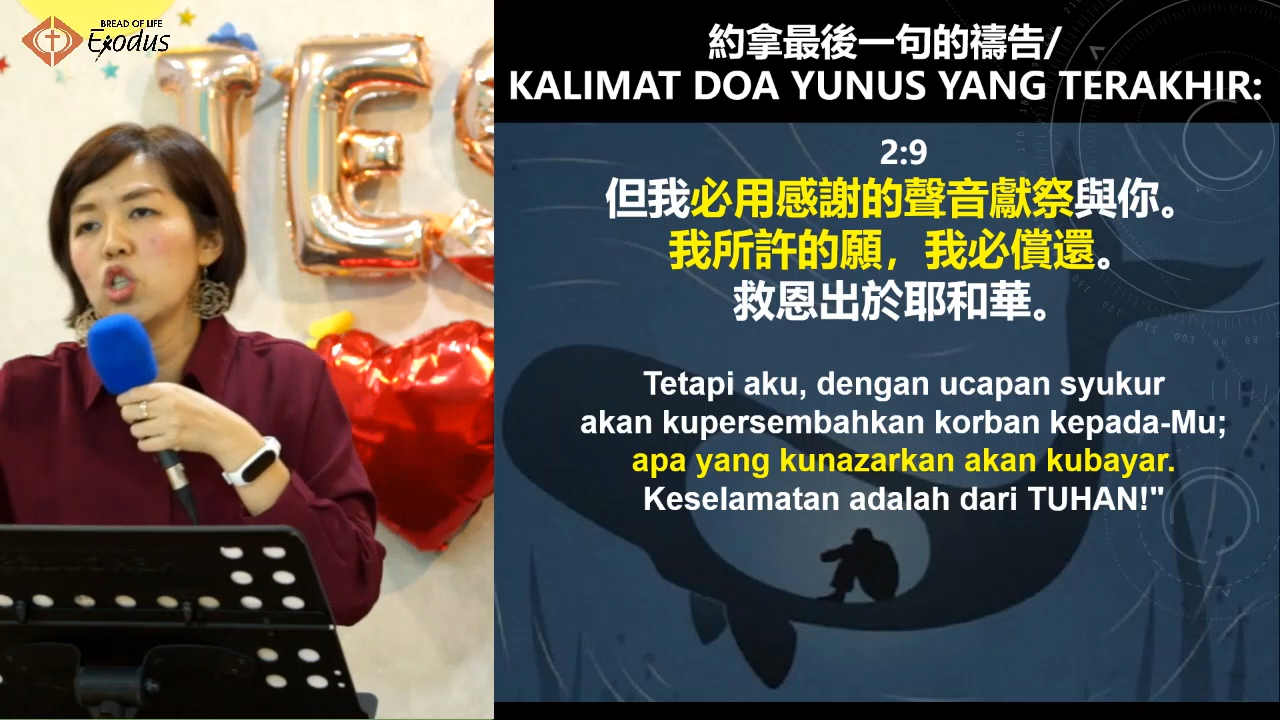 BREAD OF LIFE
Exodus
JES
約拿最後一句的禱告/
KALIMAT DOA YUNUS YANG TERAKHIR:
2:9
但我必用感謝的聲音獻祭與你。
我所許的願，我必償還。
救恩出於耶和華。
Tetapi aku, dengan ucapan syukur
akan kupersembahkan korban kepada-Mu;
apa yang kunazarkan akan kubayar.
Keselamatan adalah dari TUHAN!"